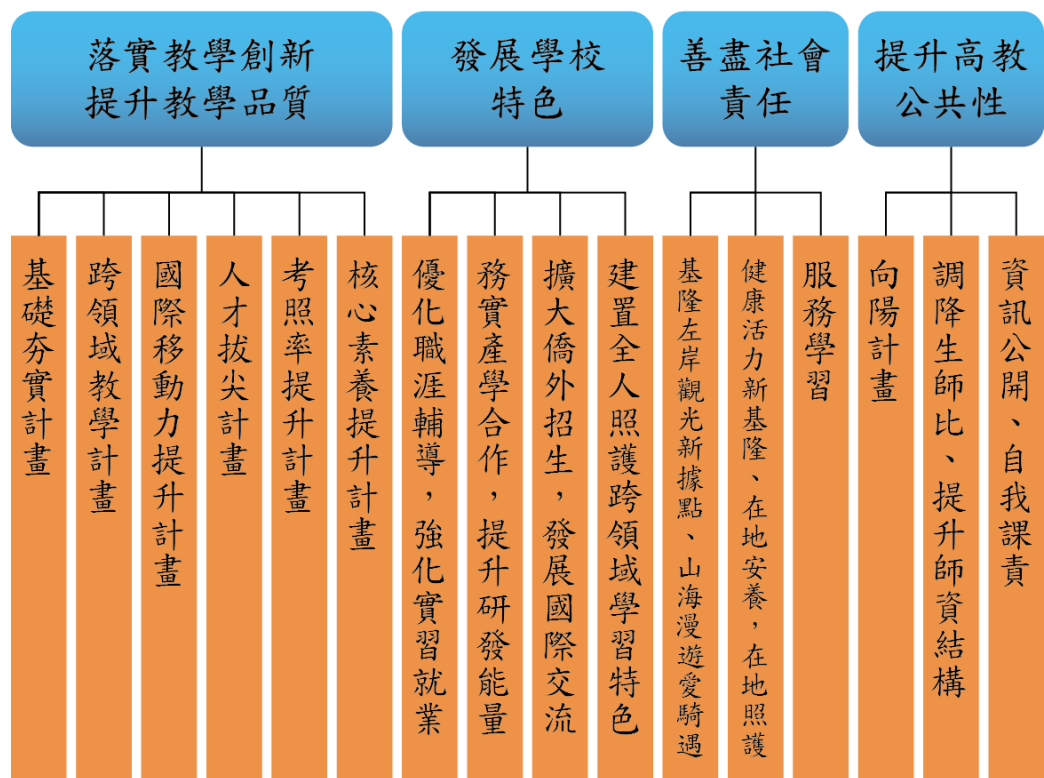 落實教學創新
提升教學品質
發展學校
特色
善盡社會
責任
提升高教
公共性
基礎夯實計畫
跨領域教學計畫
國際移動力提升計畫
人才拔尖計畫
考照率提升計畫
核心素養提升計畫
優化職涯輔導，強化實習就業
務實產學合作，提升研發能量
擴大僑外招生，發展國際交流
建置全人照護跨領域學習特色
基隆左岸觀光新據點、山海漫遊愛騎遇
健康活力新基隆、在地安養，在地照護
服務學習
向陽計畫
調降生師比、提升師資結構
資訊公開、自我課責